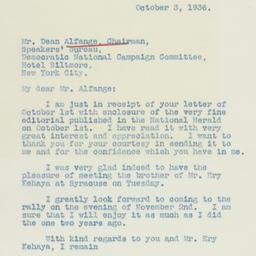 October 3, 1936.
Mr. Dean Alfange, Chairman,
Speakers' Bureau,
Democratic National Campaign Committee,
Hotel Biltmore,
New York City.
My dear Mr. Alfange:
I am just in receipt of your letter of
October 1st with enclosure of the very fine
editorial published in the National Herald
on October 1st. I have read it with very
great interest and appreciation. I want to
thank you for your courtesy in sending it to
me and for the confidence which you have in me.
I was very glad indeed to have the
pleasure of meeting the brother of Mr. Ery
Kehaya at Syracuse on Tuesday.
I greatly look forward to coming to the
rally on the evening of November 2nd. I am
sure that I will enjoy it as much as I did
the one two years ago.
With kind regards to you and Mr. Ery
Kehaya, I remain